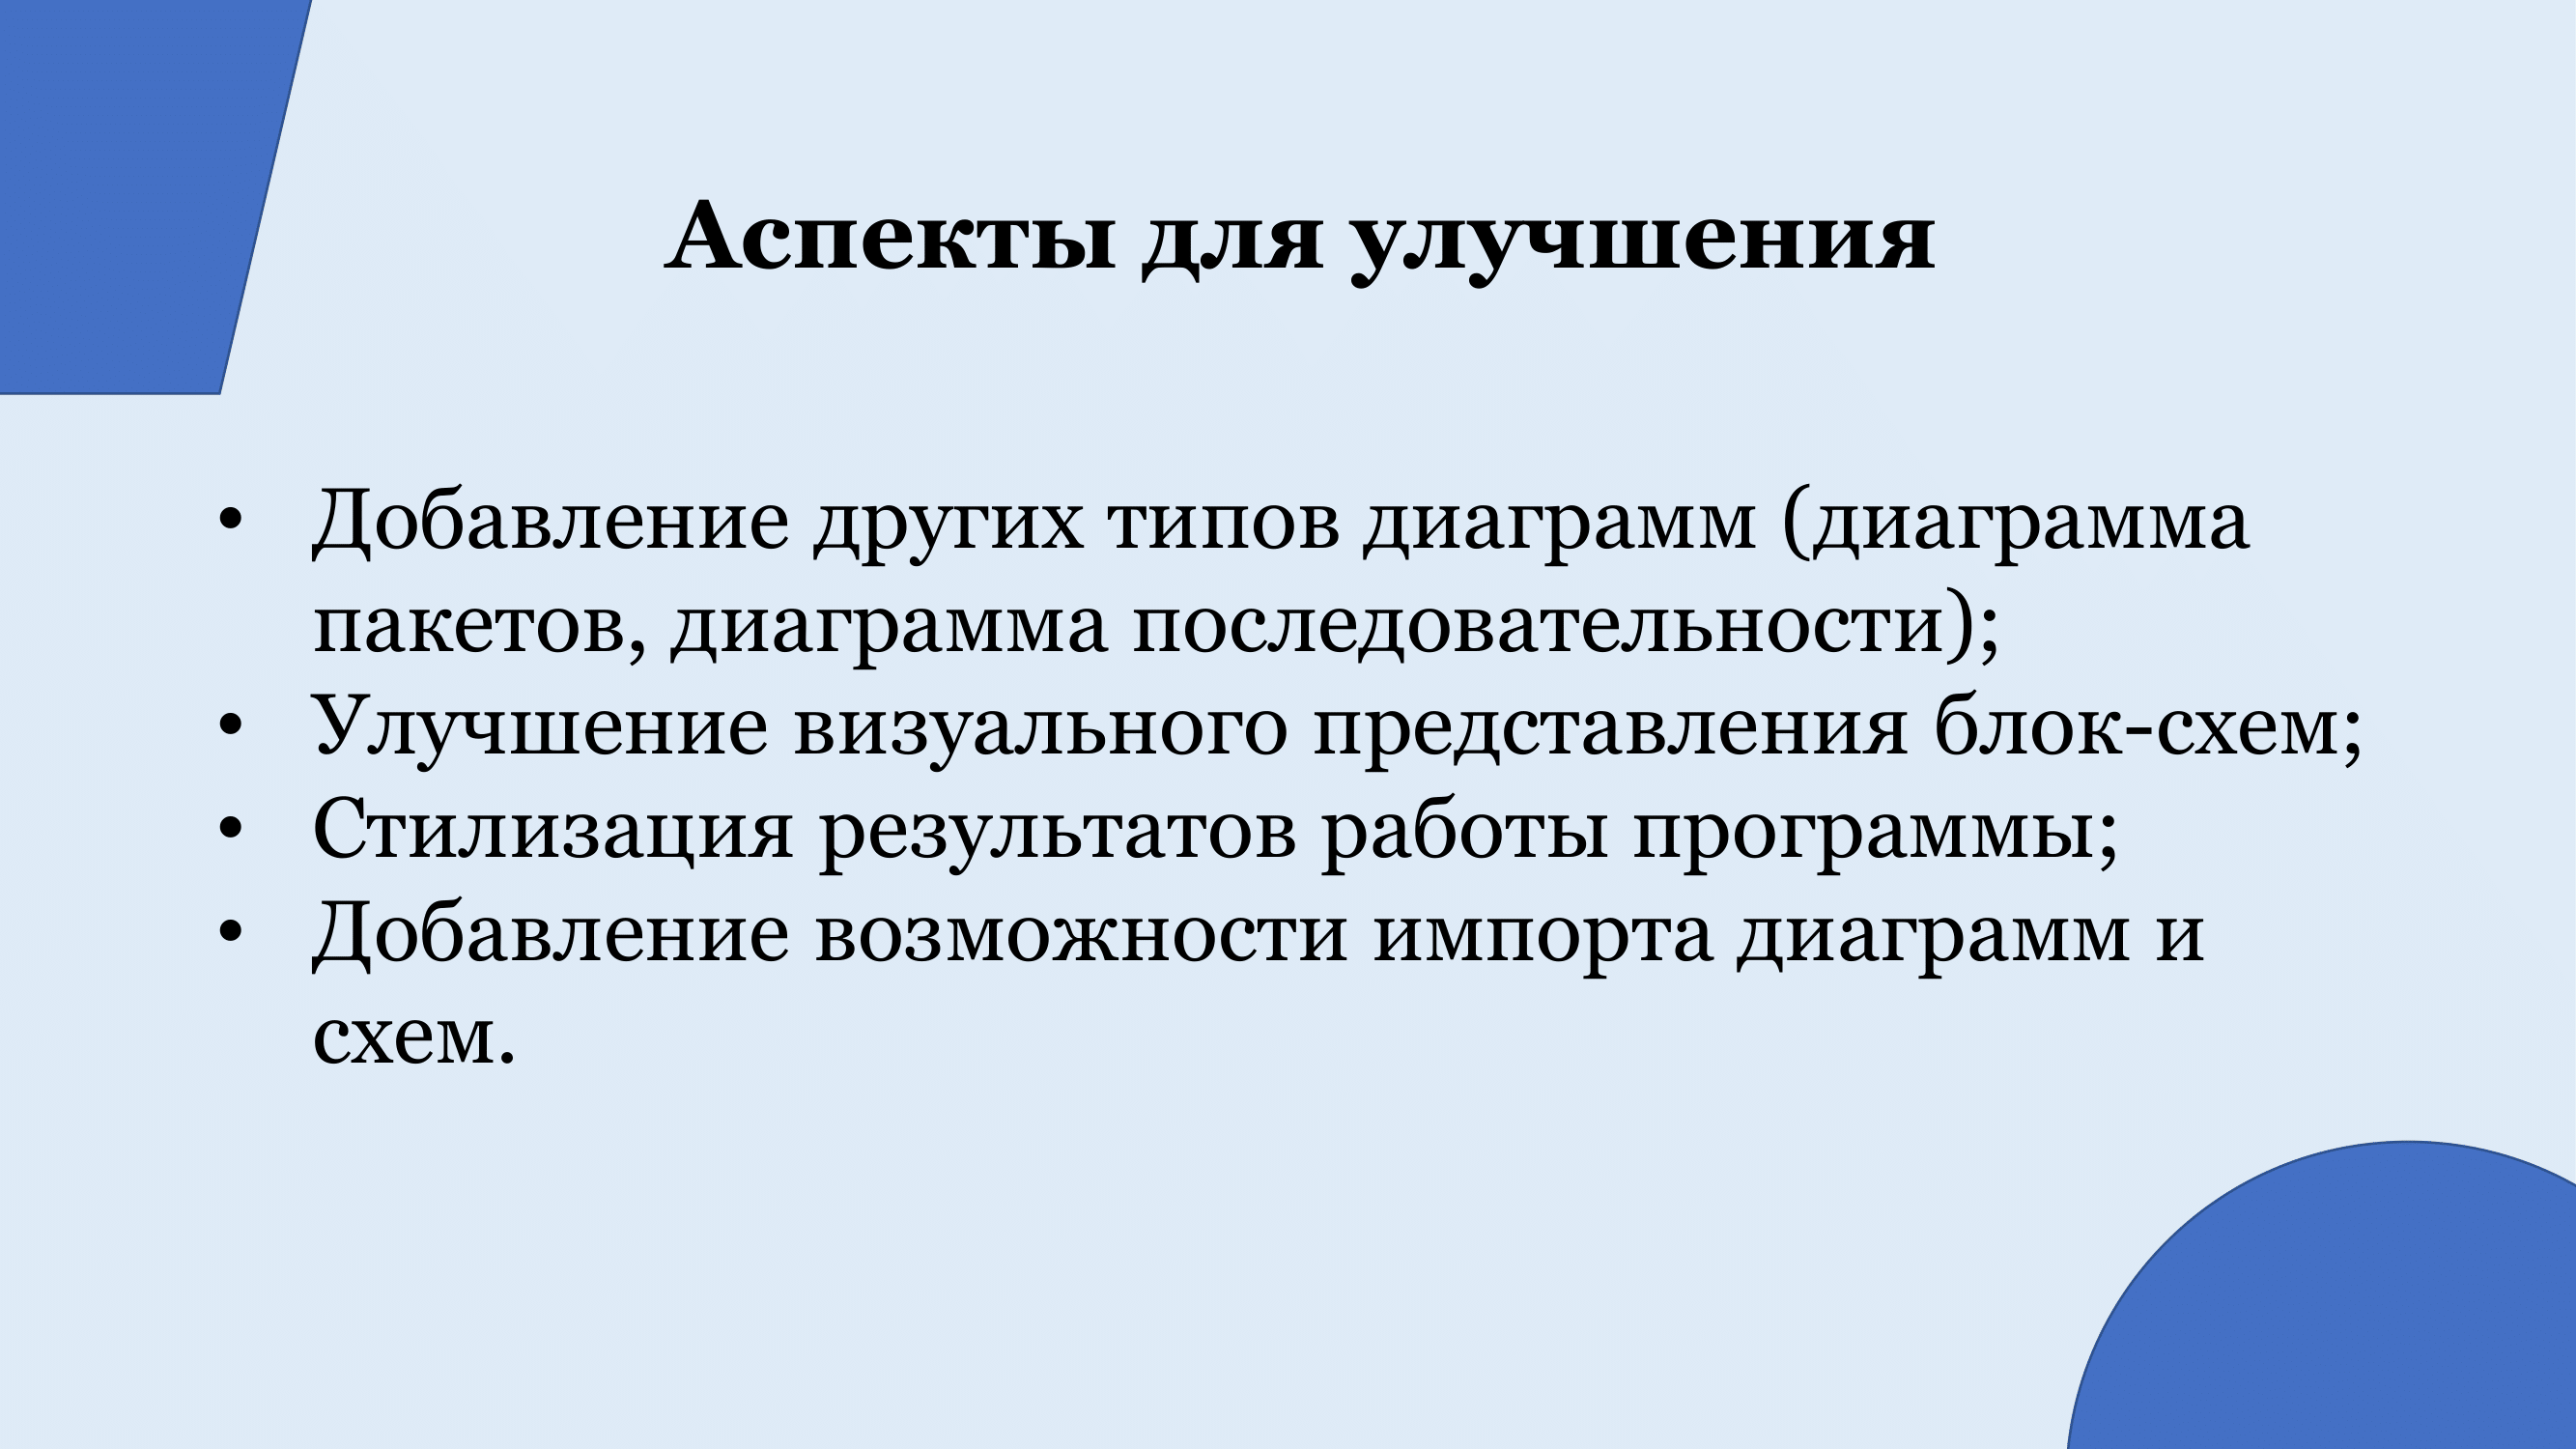 Аспекты для улучшения
• Добавление других типов диаграмм (диаграмма
пакетов, диаграмма последовательности);
• Улучшение визуального представления блок-схем;
• Стилизация результатов работы программы;
• Добавление возможности импорта диаграмм и
схем.